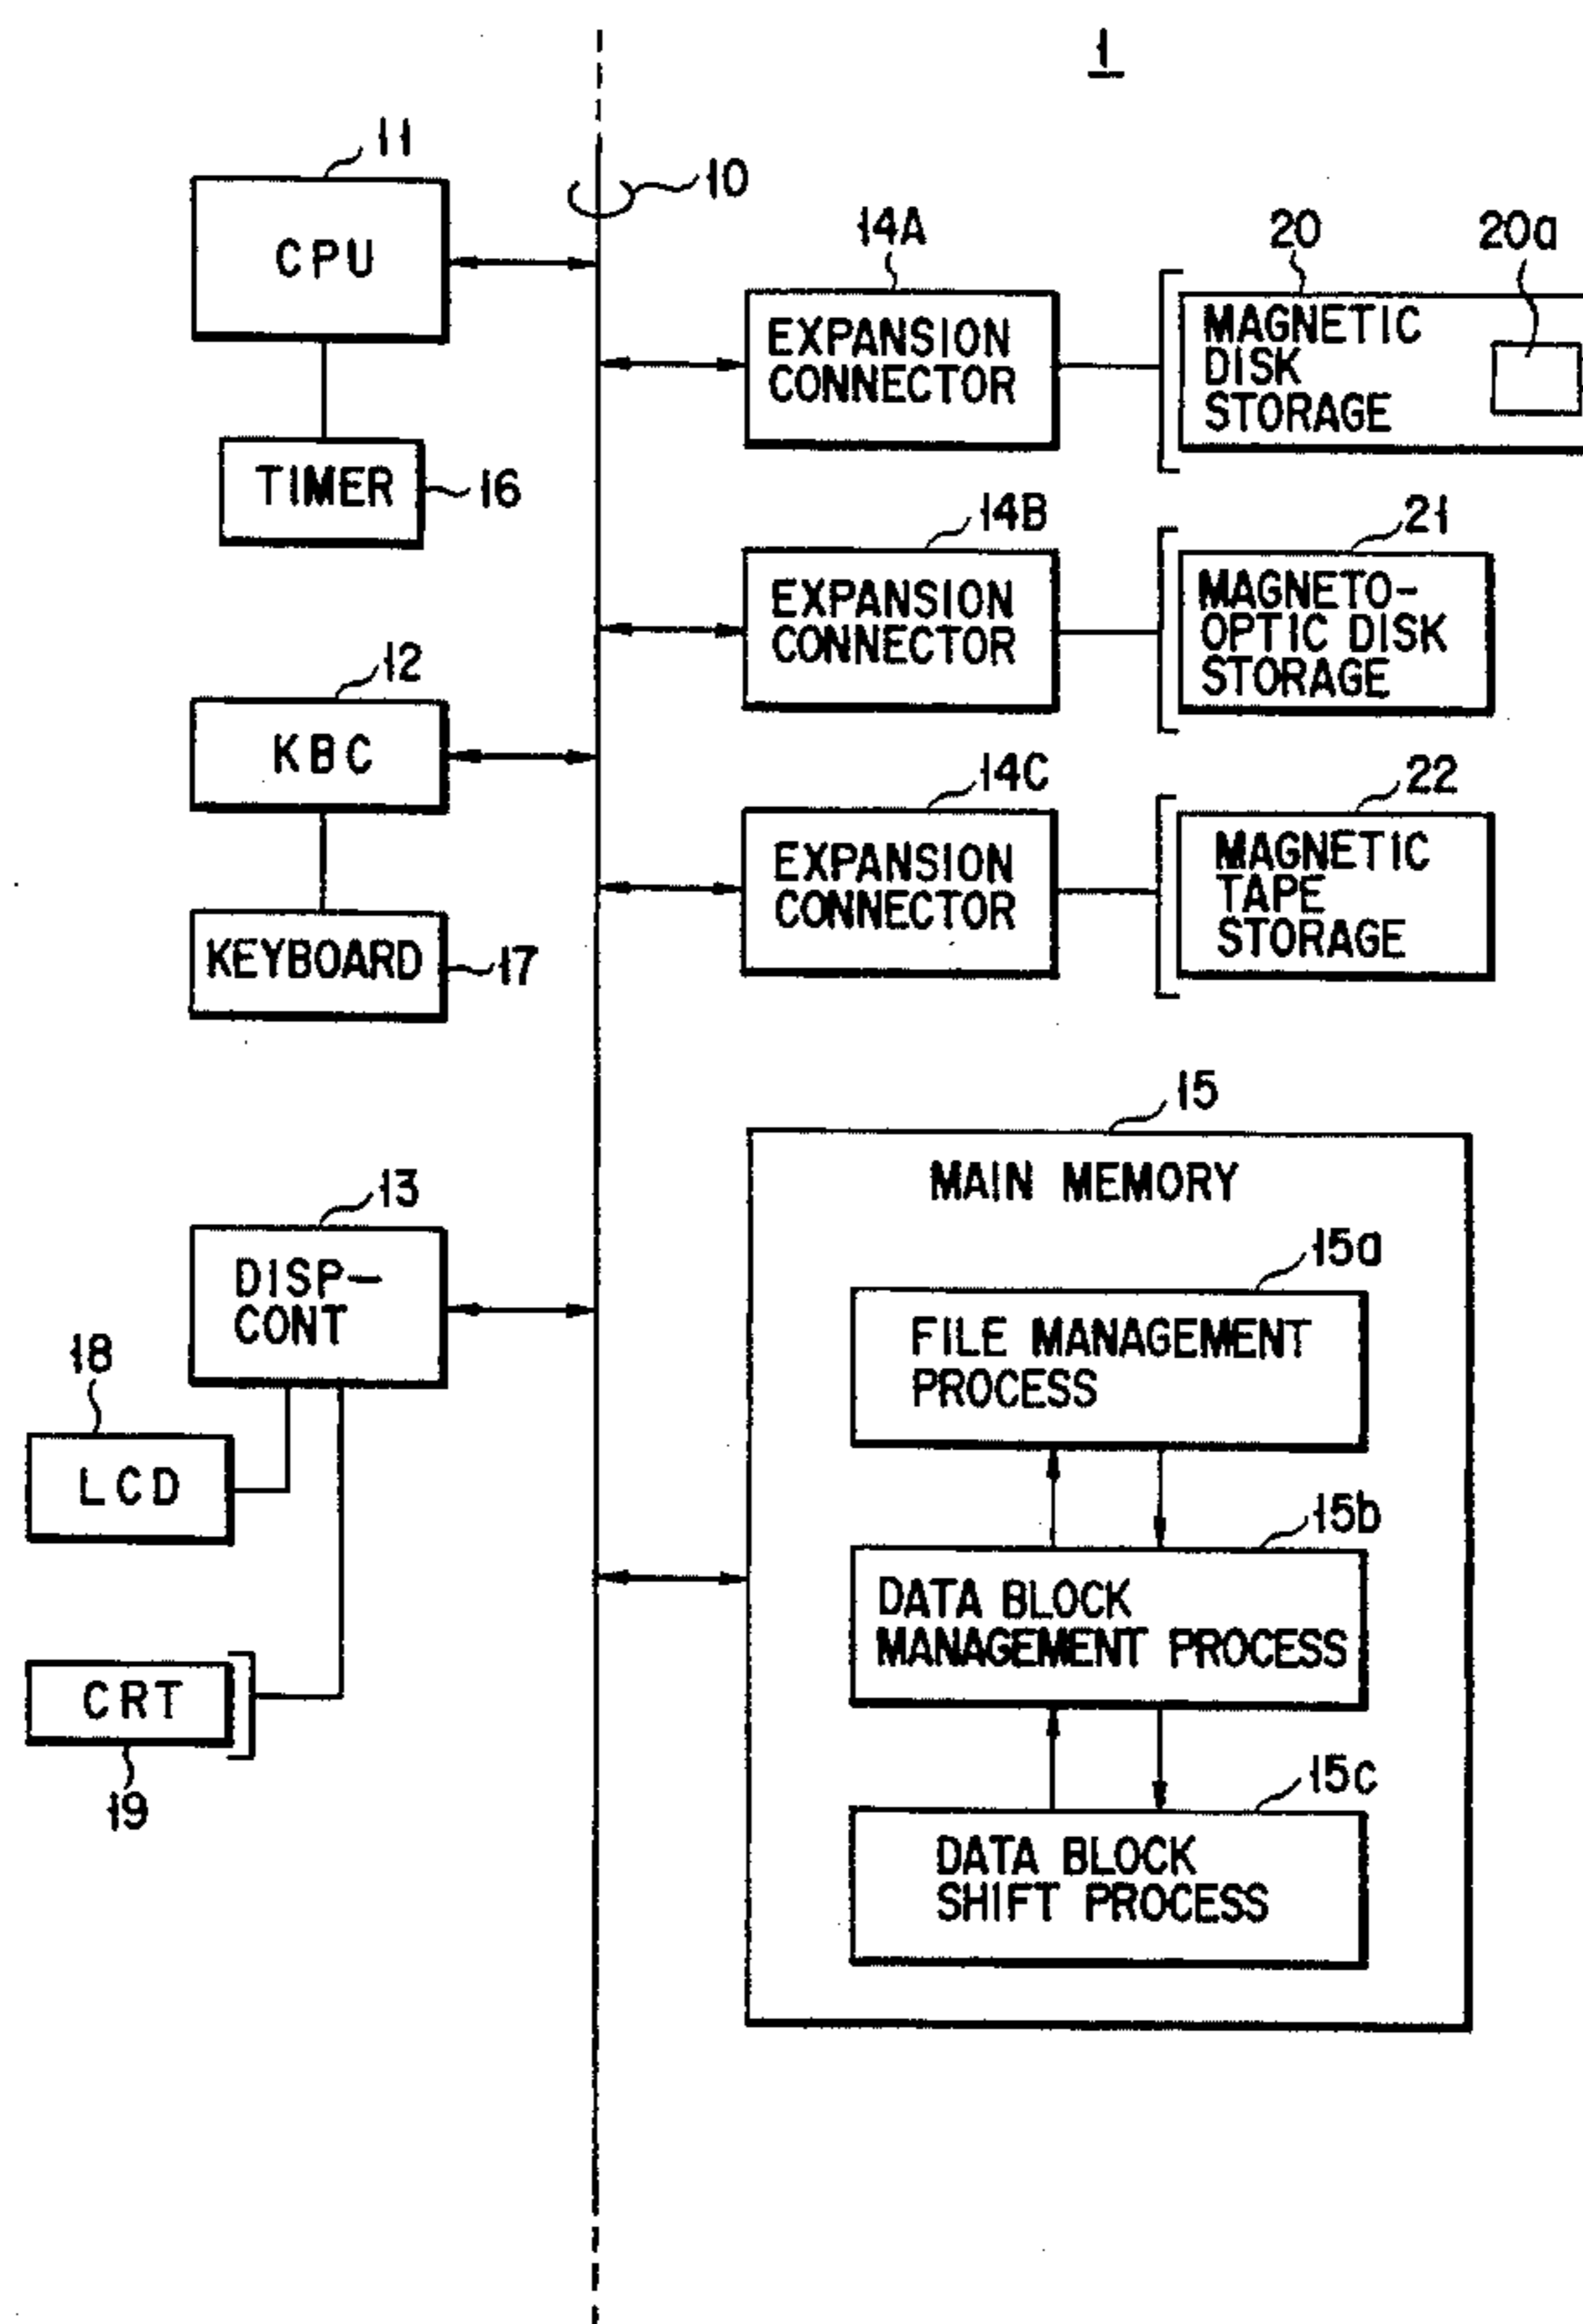 1
11
10
CPU
14A
20
20a
EXPANSION
CONNECTOR
MAGNETIC
DISK
STORAGE
TIMER
16
14B
21
EXPANSION
CONNECTOR
MAGNETO-
OPTIC DISK
STORAGE
12
KBC
14C
22
EXPANSION
CONNECTOR
MAGNETIC
TAPE
STORAGE
KEYBOARD
17
15
MAIN MEMORY
13
DISP-
CONT
15a
FILE MANAGEMENT
PROCESS
18
LCD
15b
DATA BLOCK
MANAGEMENT PROCESS
CRT
19
15c
DATA BLOCK
SHIFT PROCESS